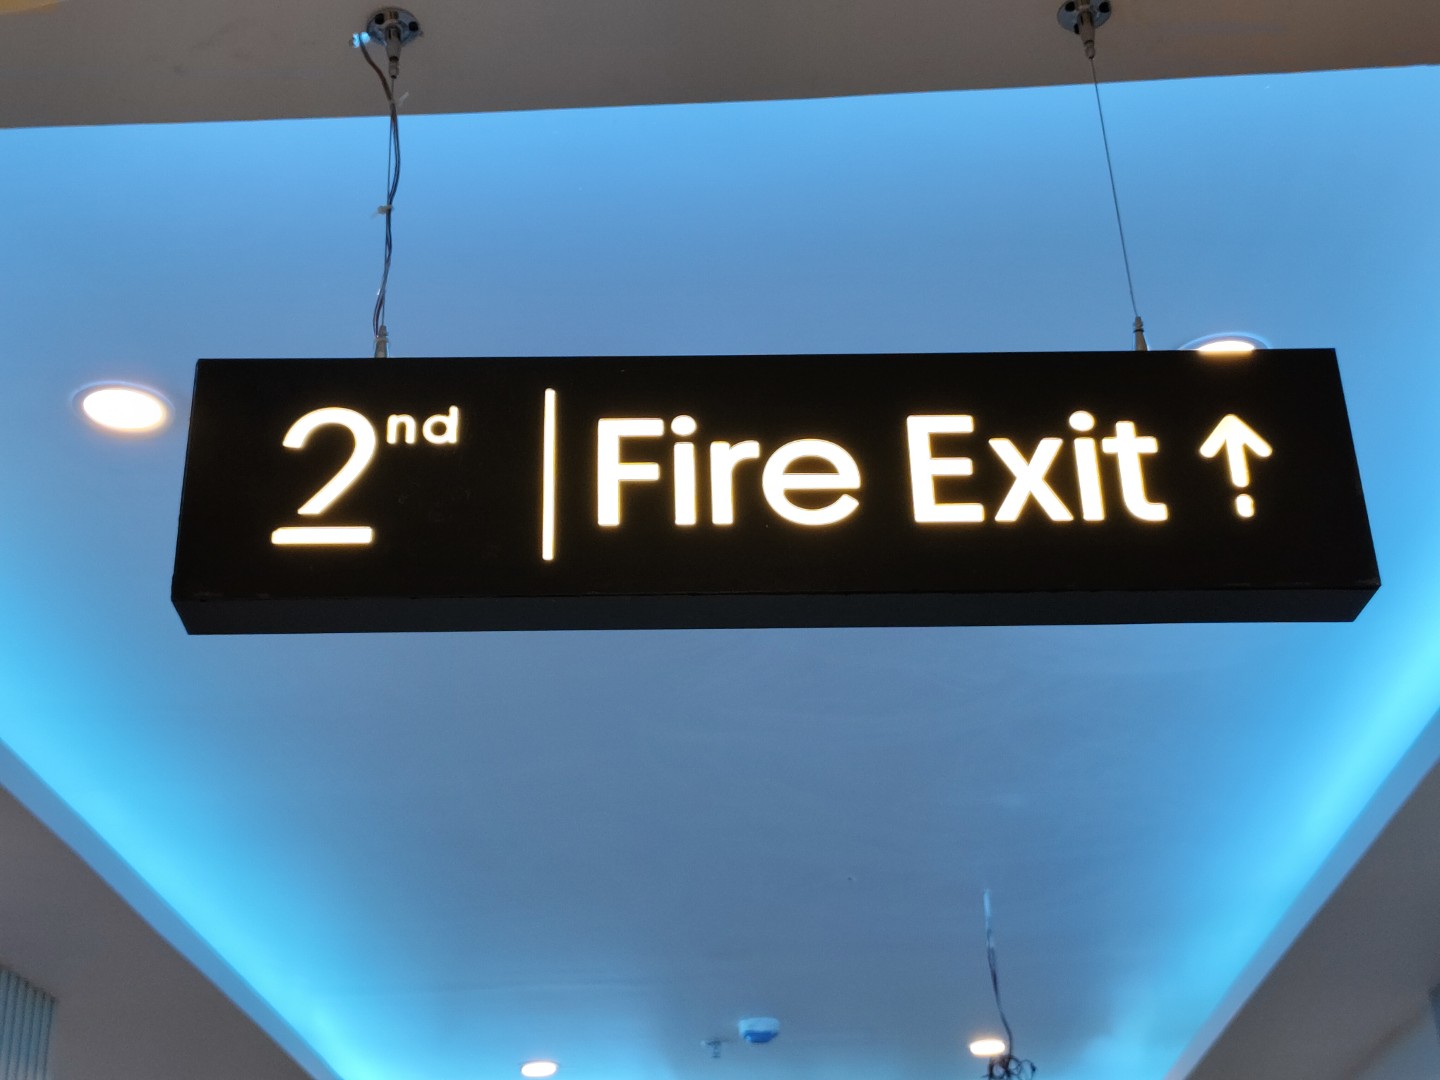 2nd | Fire Exit ↑